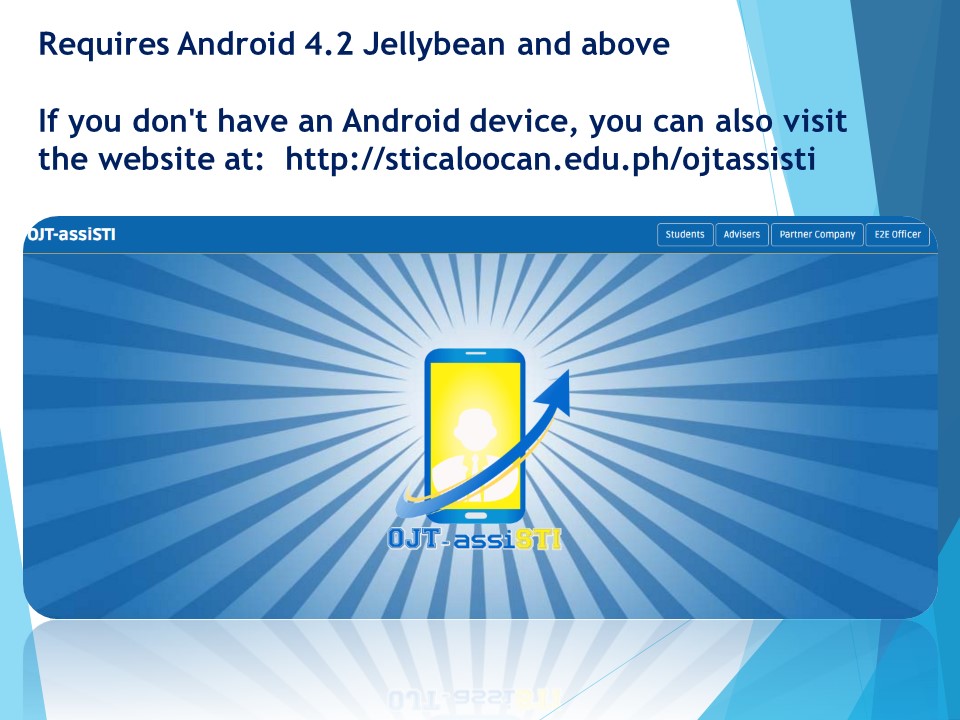 Requires Android 4.2 Jellybean and above
If you don't have an Android device, you can also visit
the website at:  http://sticaloocan.edu.ph/ojtassisti
OJT-assiSTI
Students
Advisers
Partner Company
E2E Officer
OJT-assiSTI